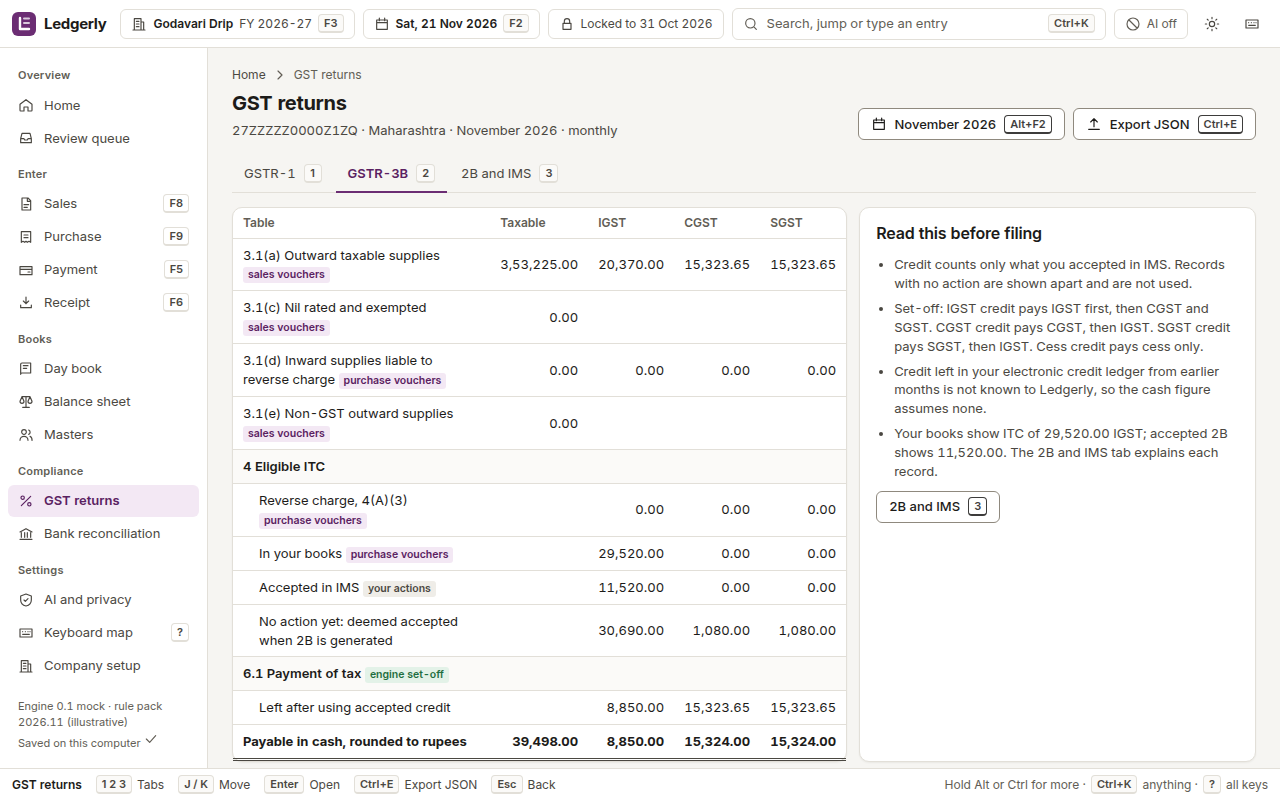 Ledgerly
Godavari Drip FY 2026-27 F3
Sat, 21 Nov 2026 F2
Locked to 31 Oct 2026
Search, jump or type an entry Ctrl+K
AI off
Overview
Home
Review queue
Enter
Sales F8
Purchase F9
Payment F5
Receipt F6
Books
Day book
Balance sheet
Masters
Compliance
GST returns
Bank reconciliation
Settings
AI and privacy
Keyboard map ?
Company setup
Engine 0.1 mock · rule pack
2026.11 (illustrative)
Saved on this computer
Home GST returns
GST returns
27ZZZZZ0000Z1ZQ · Maharashtra · November 2026 · monthly
November 2026 Alt+F2
Export JSON Ctrl+E
GSTR-1 1 GSTR-3B 2 2B and IMS 3
Table Taxable IGST CGST SGST
3.1(a) Outward taxable supplies
sales vouchers
3,53,225.00 20,370.00 15,323.65 15,323.65
3.1(c) Nil rated and exempted
sales vouchers
0.00
3.1(d) Inward supplies liable to
reverse charge purchase vouchers
0.00 0.00 0.00 0.00
3.1(e) Non-GST outward supplies
sales vouchers
0.00
4 Eligible ITC
Reverse charge, 4(A)(3)
purchase vouchers
0.00 0.00 0.00
In your books purchase vouchers 29,520.00 0.00 0.00
Accepted in IMS your actions 11,520.00 0.00 0.00
No action yet: deemed accepted
when 2B is generated
30,690.00 1,080.00 1,080.00
6.1 Payment of tax engine set-off
Left after using accepted credit 8,850.00 15,323.65 15,323.65
Payable in cash, rounded to rupees 39,498.00 8,850.00 15,324.00 15,324.00
Read this before filing
• Credit counts only what you accepted in IMS. Records
with no action are shown apart and are not used.
• Set-off: IGST credit pays IGST first, then CGST and
SGST. CGST credit pays CGST, then IGST. SGST credit
pays SGST, then IGST. Cess credit pays cess only.
• Credit left in your electronic credit ledger from earlier
months is not known to Ledgerly, so the cash figure
assumes none.
• Your books show ITC of 29,520.00 IGST; accepted 2B
shows 11,520.00. The 2B and IMS tab explains each
record.
2B and IMS 3
GST returns 1 2 3 Tabs J / K Move Enter Open Ctrl+E Export JSON Esc Back
Hold Alt or Ctrl for more · Ctrl+K anything · ? all keys